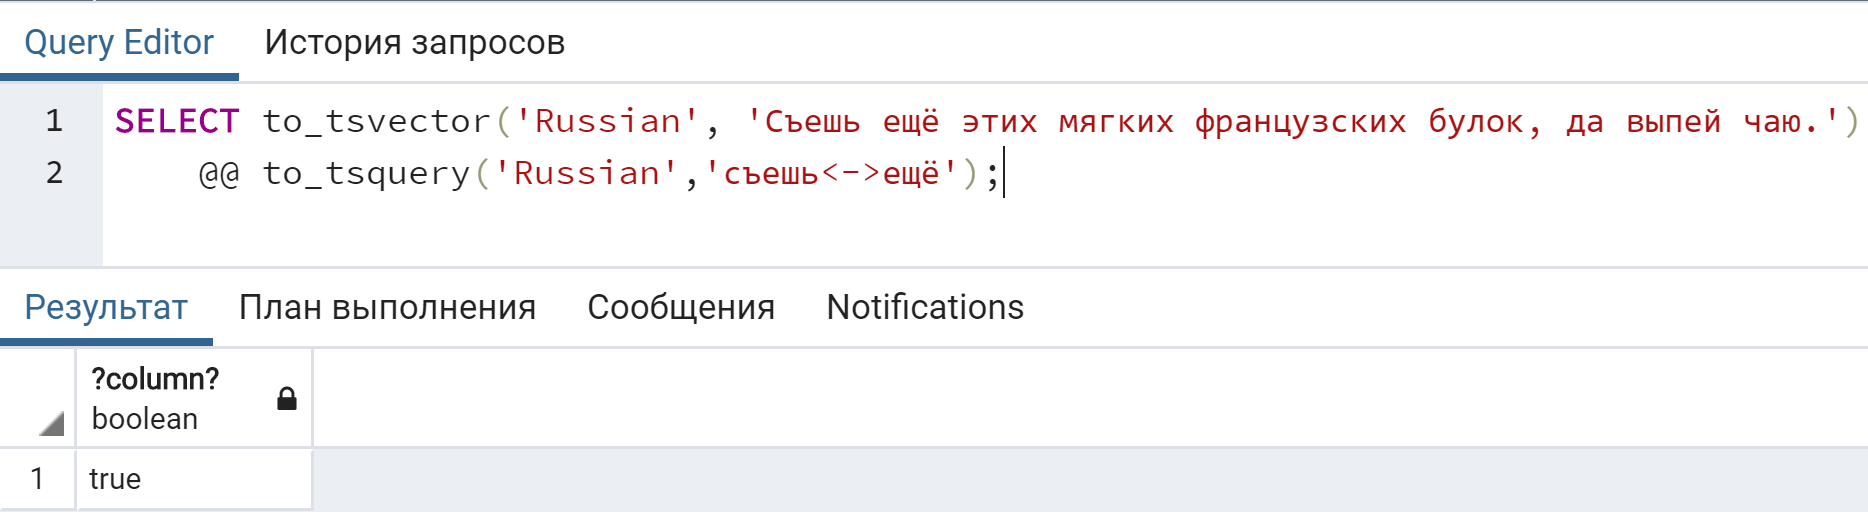 Query Editor История запросов
1 SELECT to_tsvector('Russian', 'Съешь ещё этих мягких французских булок, да выпей чаю.')
2 @@ to_tsquery('Russian','съешь<->ещё');
Результат План выполнения Сообщения Notifications
?column?
boolean
1 true